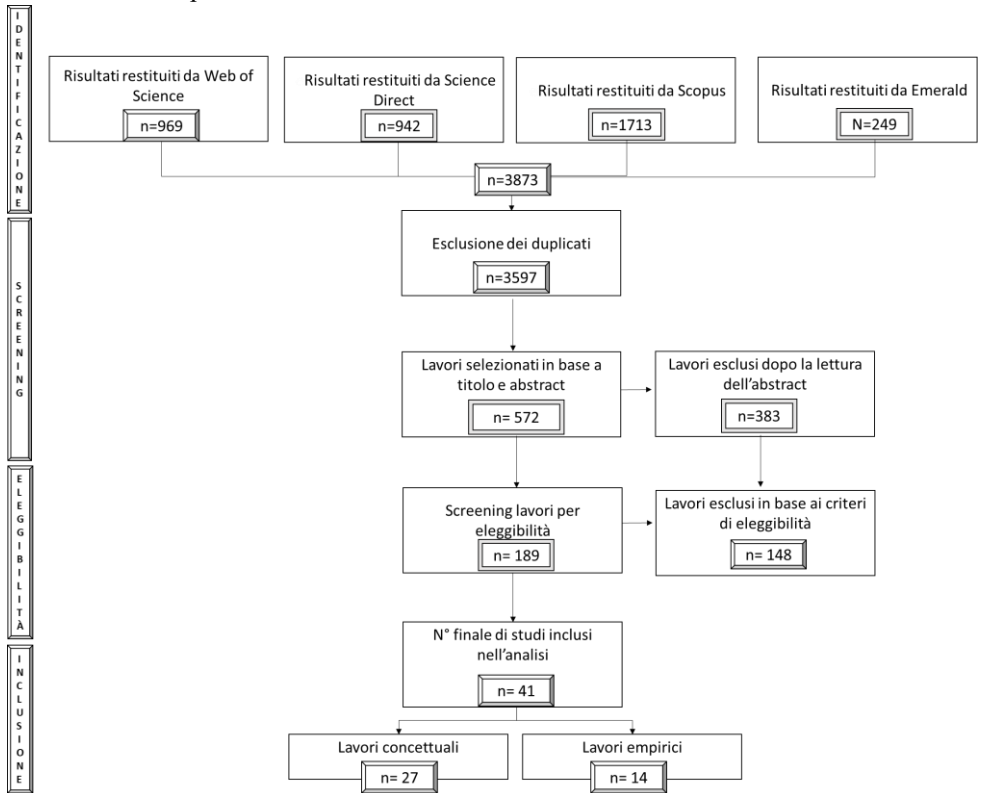 IDENTIFICAZIONE
Risultati restituiti da Web of
Science
n=969
Risultati restituiti da Science
Direct
n=942
Risultati restituiti da Scopus
n=1713
Risultati restituiti da Emerald
N=249
n=3873
SCREENING
Esclusione dei duplicati
n=3597
Lavori selezionati in base a
titolo e abstract
n= 572
Lavori esclusi dopo la lettura
dell'abstract
n=383
ELEGGIBILITÀ
Screening lavori per
eleggibilità
n= 189
Lavori esclusi in base ai criteri
di eleggibilità
n= 148
INCLUSIONE
N° finale di studi inclusi
nell'analisi
n= 41
Lavori concettuali
n= 27
Lavori empirici
n= 14